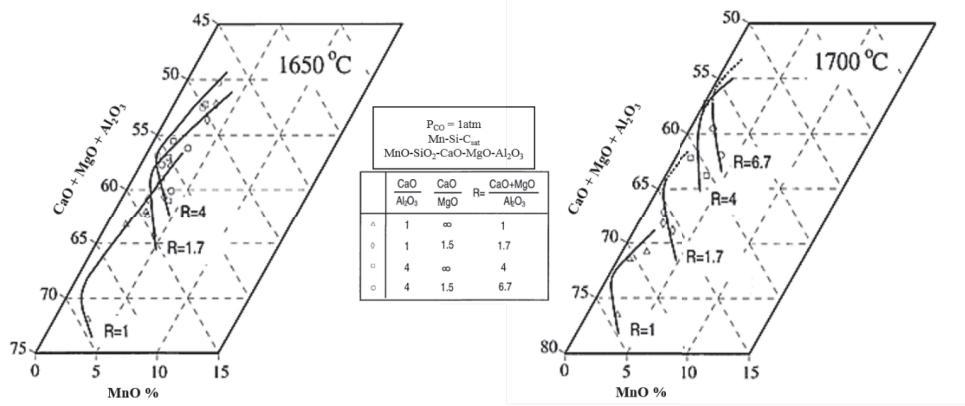 45
50
55
60
65
70
75
CaO + MgO + Al₂O₃
1650 °C
R=4
R=1.7
R=1
0
5
10
15
MnO %
P_CO = 1atm
Mn-Si-C_sat
MnO-SiO₂-CaO-MgO-Al₂O₃
CaO/Al₂O₃ CaO/MgO R= CaO+MgO/Al₂O₃
△ 1 ∞ 1
◊ 1 1.5 1.7
□ 4 ∞ 4
○ 4 1.5 6.7
50
55
60
65
70
75
80
CaO + MgO + Al₂O₃
1700 °C
R=6.7
R=4
R=1.7
R=1
0
5
10
15
MnO %